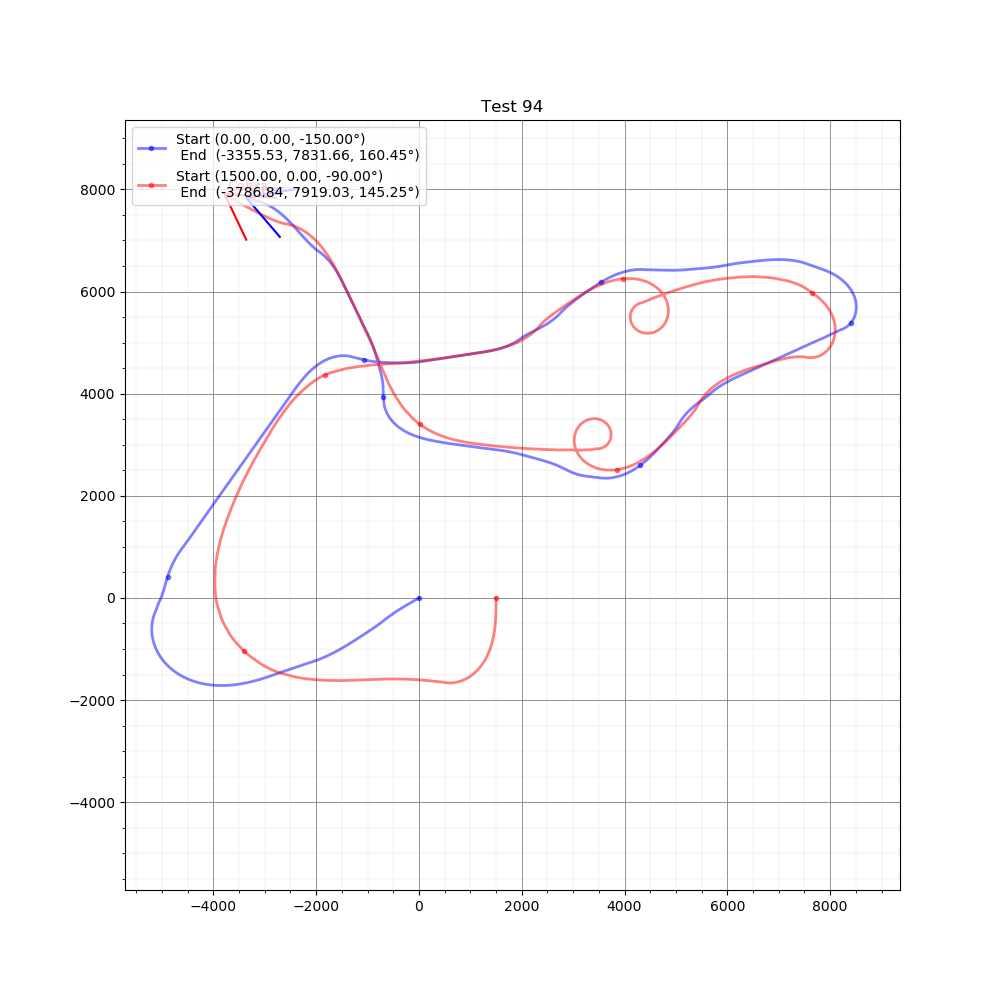 Test 94
Start (0.00, 0.00, -150.00°)
End (-3355.53, 7831.66, 160.45°)
Start (1500.00, 0.00, -90.00°)
End (-3786.84, 7919.03, 145.25°)
8000
6000
4000
2000
0
−2000
−4000
−4000 −2000 0 2000 4000 6000 8000